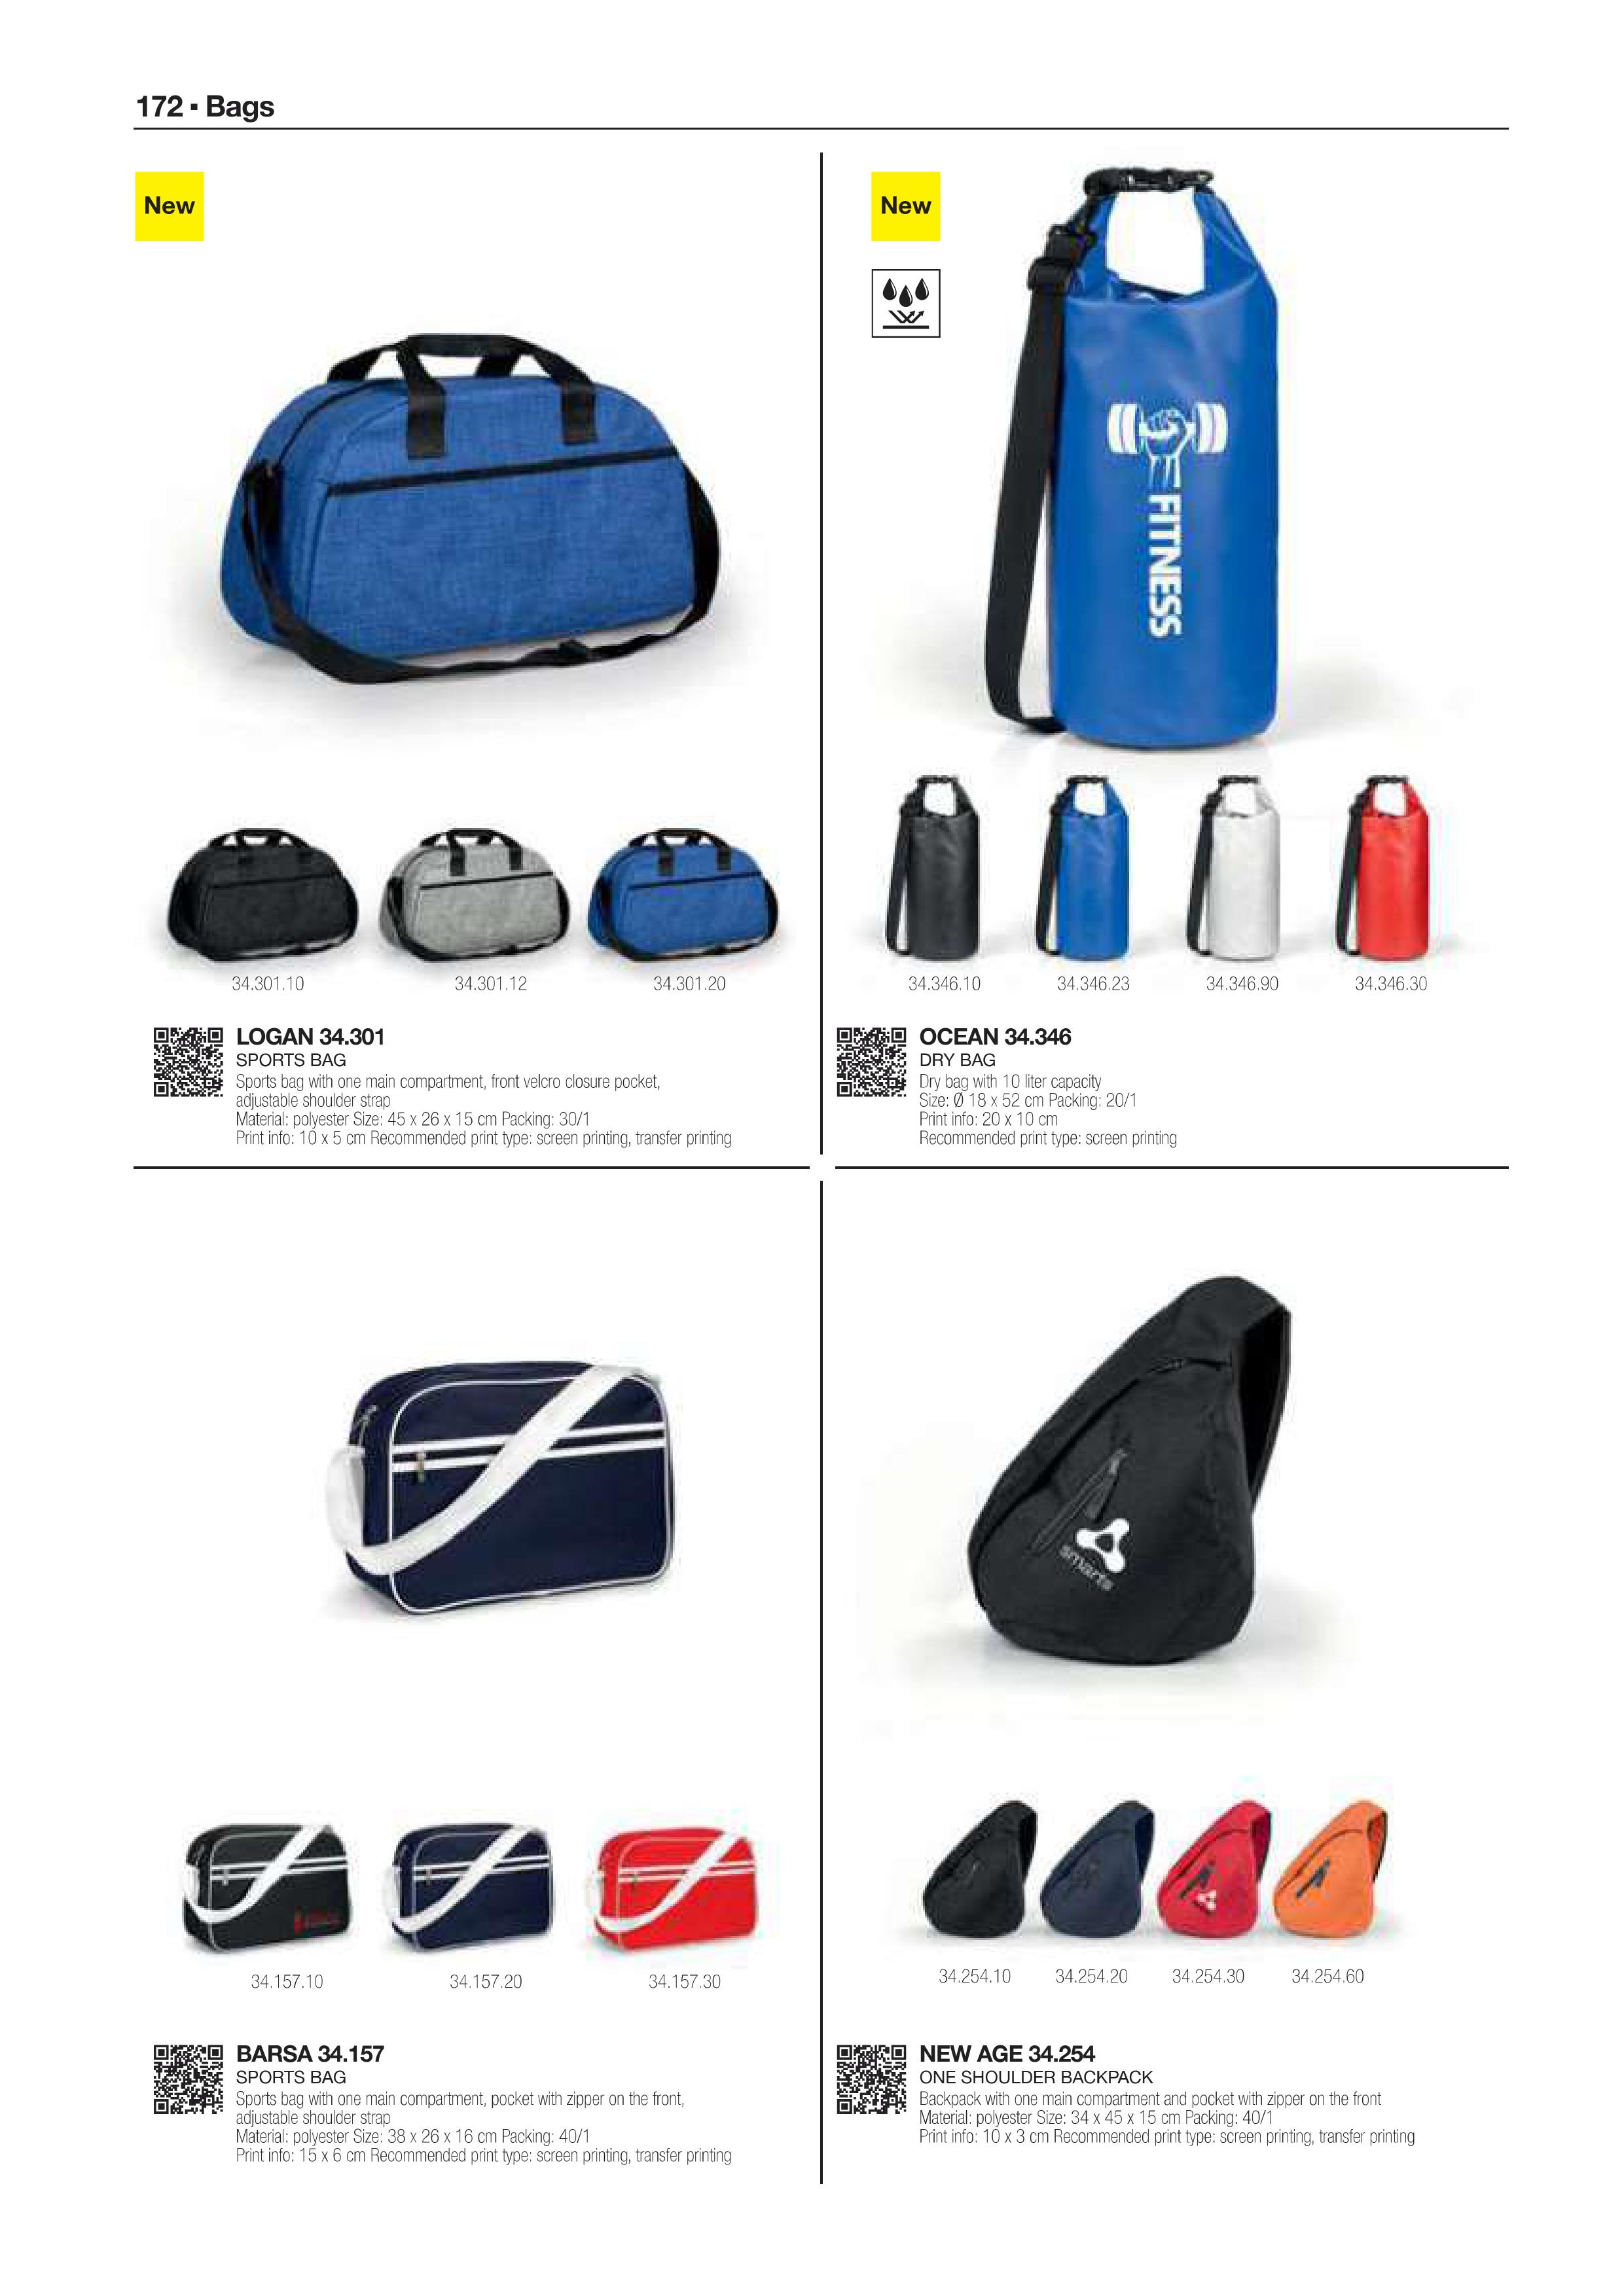 172 ▪ Bags
New
34.301.10 34.301.12 34.301.20
LOGAN 34.301
SPORTS BAG
Sports bag with one main compartment, front velcro closure pocket,
adjustable shoulder strap
Material: polyester Size: 45 x 26 x 15 cm Packing: 30/1
Print info: 10 x 5 cm Recommended print type: screen printing, transfer printing
New
FITNESS
34.346.10 34.346.23 34.346.90 34.346.30
OCEAN 34.346
DRY BAG
Dry bag with 10 liter capacity
Size: Ø 18 x 52 cm Packing: 20/1
Print info: 20 x 10 cm
Recommended print type: screen printing
34.157.10 34.157.20 34.157.30
BARSA 34.157
SPORTS BAG
Sports bag with one main compartment, pocket with zipper on the front,
adjustable shoulder strap
Material: polyester Size: 38 x 26 x 16 cm Packing: 40/1
Print info: 15 x 6 cm Recommended print type: screen printing, transfer printing
smarts
34.254.10 34.254.20 34.254.30 34.254.60
NEW AGE 34.254
ONE SHOULDER BACKPACK
Backpack with one main compartment and pocket with zipper on the front
Material: polyester Size: 34 x 45 x 15 cm Packing: 40/1
Print info: 10 x 3 cm Recommended print type: screen printing, transfer printing